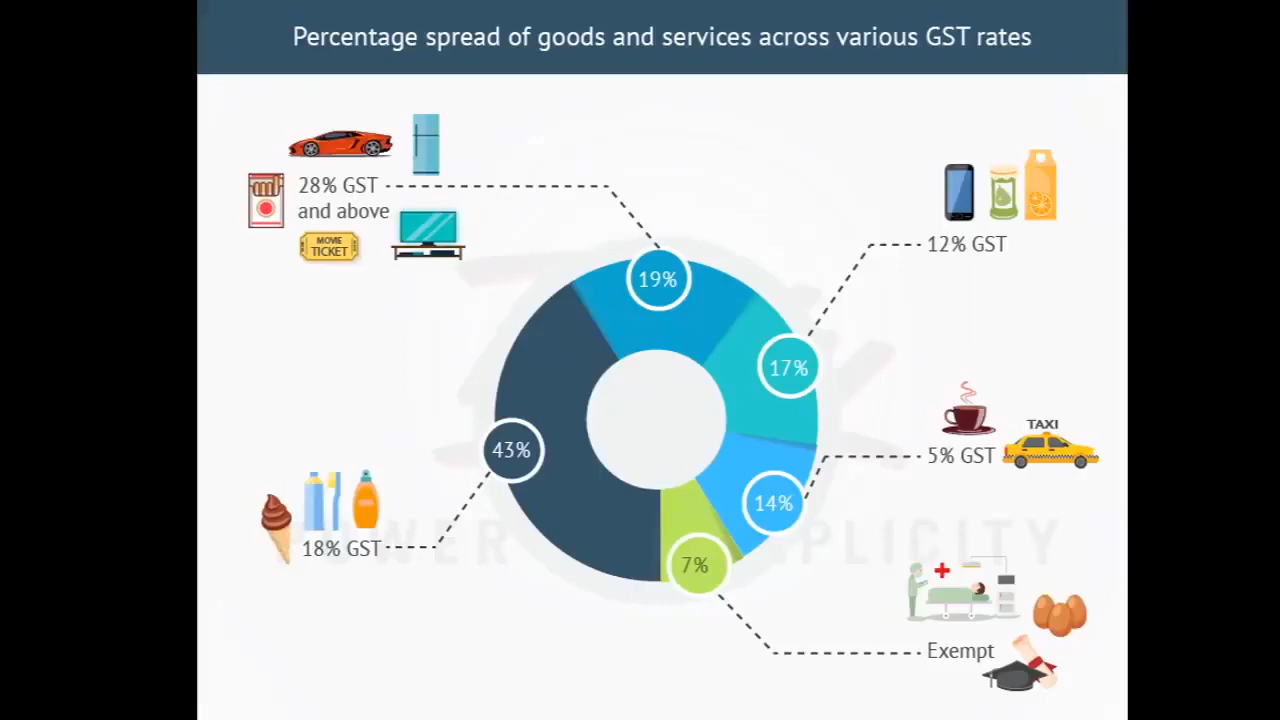 Percentage spread of goods and services across various GST rates
28% GST
and above
MOVIE
TICKET
19%
12% GST
17%
TAXI
5% GST
14%
43%
18% GST
7%
Exempt